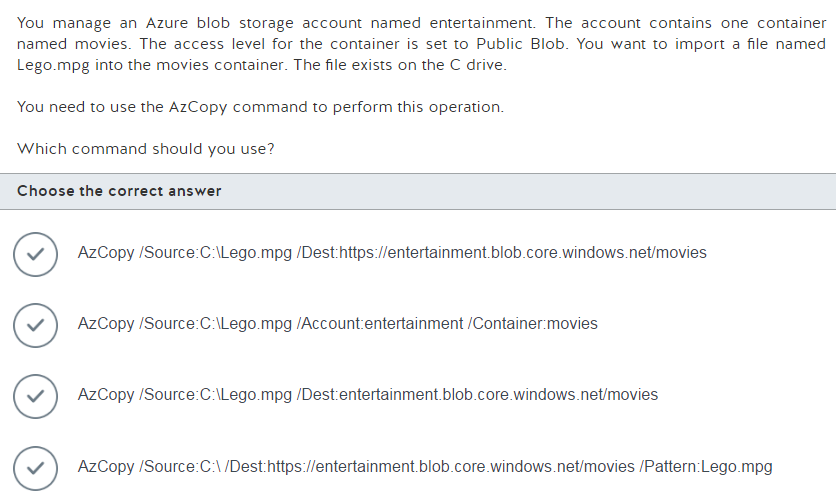 You manage an Azure blob storage account named entertainment. The account contains one container
named movies. The access level for the container is set to Public Blob. You want to import a file named
Lego.mpg into the movies container. The file exists on the C drive.
You need to use the AzCopy command to perform this operation.
Which command should you use?
Choose the correct answer
AzCopy /Source:C:\Lego.mpg /Dest:https://entertainment.blob.core.windows.net/movies
AzCopy /Source:C:\Lego.mpg /Account:entertainment /Container:movies
AzCopy /Source:C:\Lego.mpg /Dest:entertainment.blob.core.windows.net/movies
AzCopy /Source:C:\ /Dest:https://entertainment.blob.core.windows.net/movies /Pattern:Lego.mpg